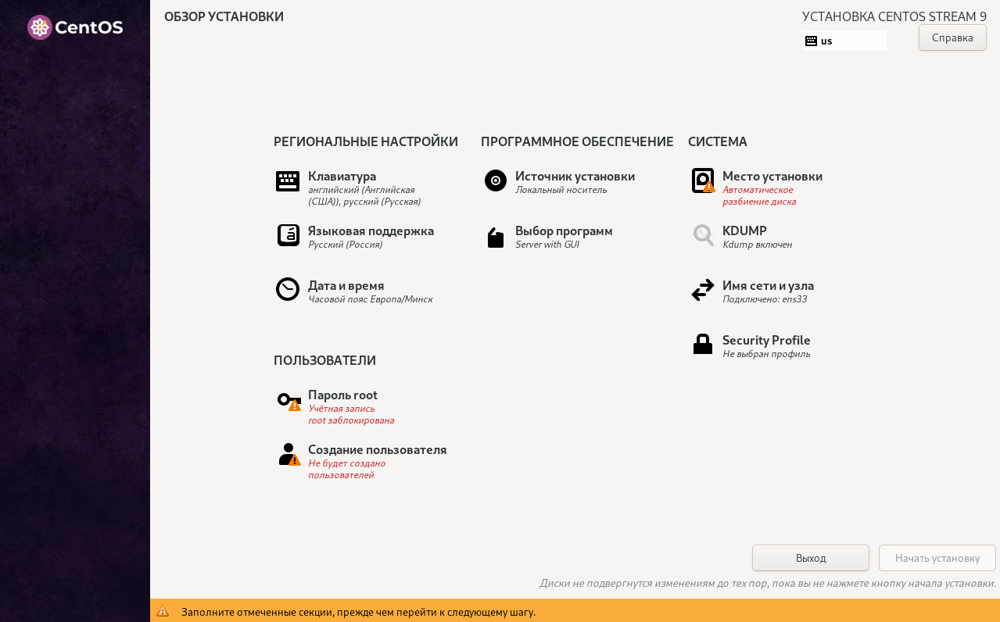 CentOS
ОБЗОР УСТАНОВКИ
УСТАНОВКА CENTOS STREAM 9
us
Справка
РЕГИОНАЛЬНЫЕ НАСТРОЙКИ
Клавиатура
английский (Английская
(США)), русский (Русская)
Языковая поддержка
Русский (Россия)
Дата и время
Часовой пояс Европа/Минск
ПРОГРАММНОЕ ОБЕСПЕЧЕНИЕ
Источник установки
Локальный носитель
Выбор программ
Server with GUI
СИСТЕМА
Место установки
Автоматическое
разбиение диска
KDUMP
Kdump включен
Имя сети и узла
Подключено: ens33
Security Profile
Не выбран профиль
ПОЛЬЗОВАТЕЛИ
Пароль root
Учётная запись
root заблокирована
Создание пользователя
Не будет создано
пользователей
Выход
Начать установку
Диски не подвергнутся изменениям до тех пор, пока вы не нажмете кнопку начала установки.
Заполните отмеченные секции, прежде чем перейти к следующему шагу.